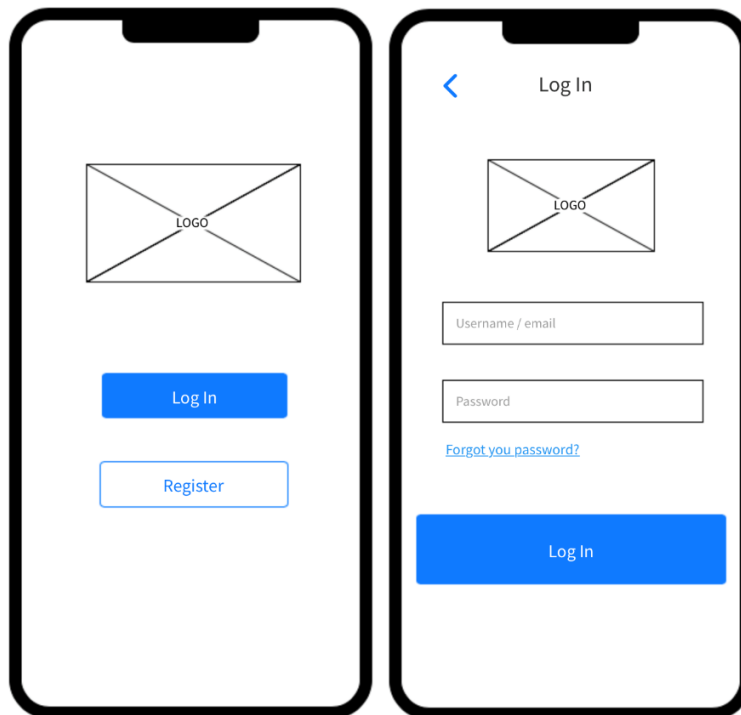 LOGO
Log In
Register
Log In
LOGO
Username / email
Password
Forgot you password?
Log In